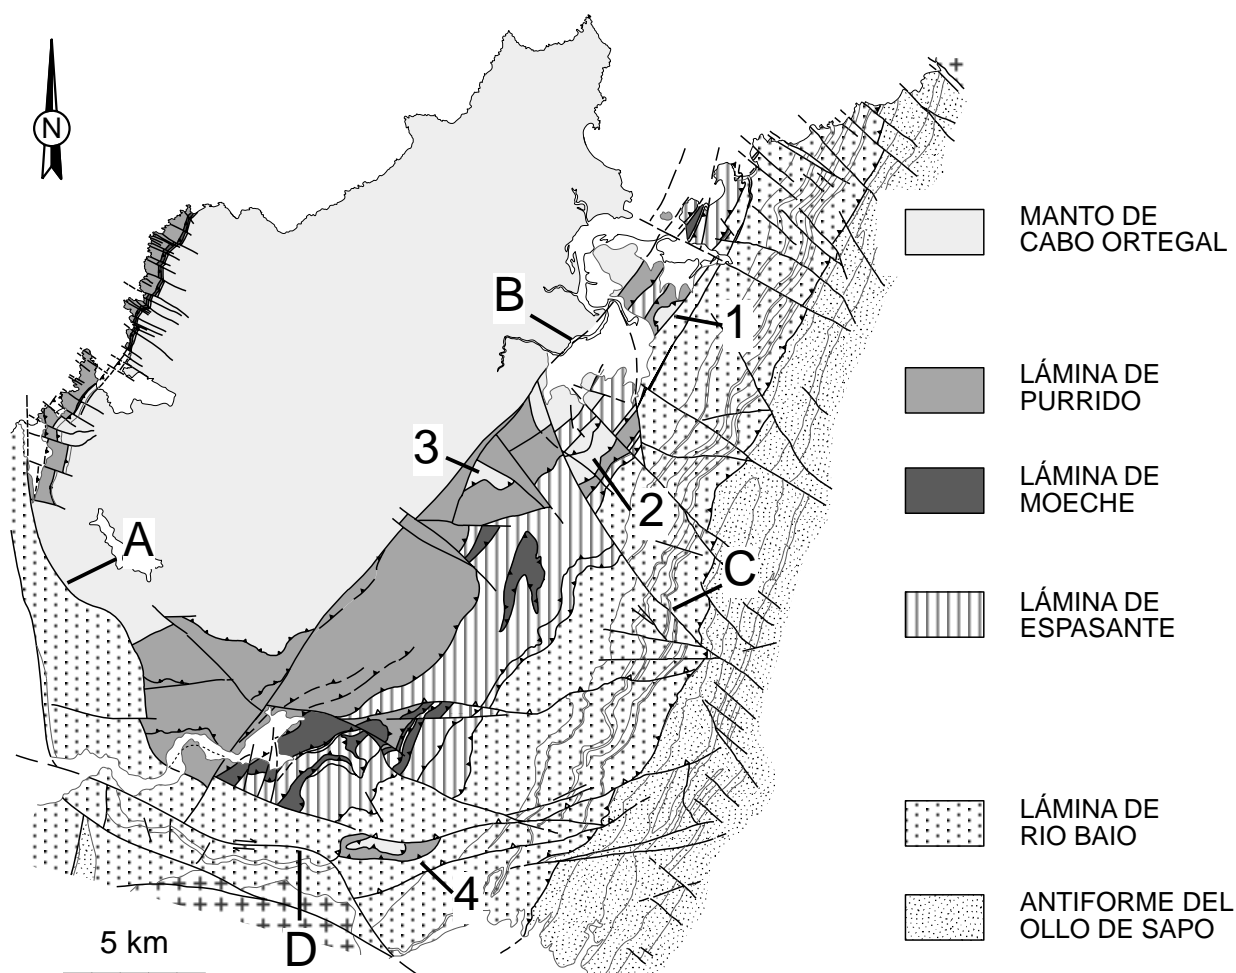 N
MANTO DE
CABO ORTEGAL
B
1
LÁMINA DE
PURRIDO
3
LÁMINA DE
MOECHE
2
A
C
LÁMINA DE
ESPASANTE
LÁMINA DE
RIO BAIO
4
ANTIFORME DEL
OLLO DE SAPO
5 km
D